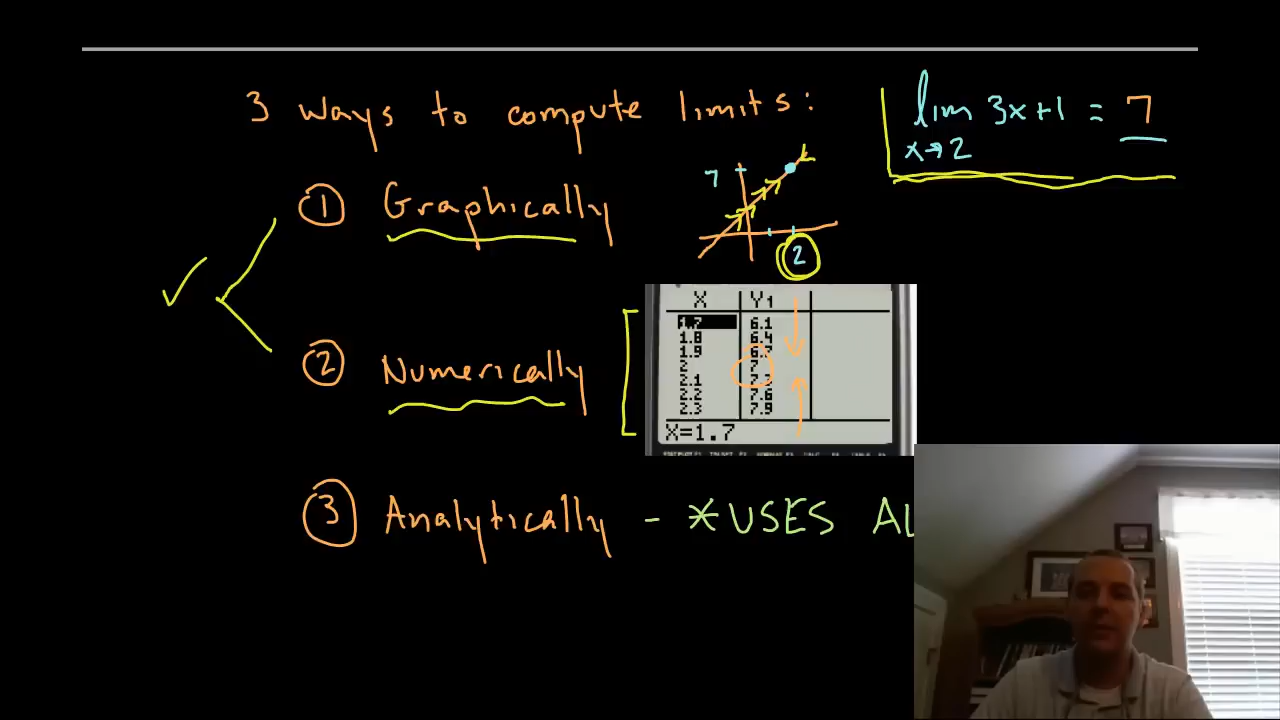 3 ways to compute limits:
lim 3x+1 = 7
x→2
① Graphically
7
2
② Numerically
X Y1
1.7 6.1
1.8 6.4
1.9 6.7
2 7
2.1 7.3
2.2 7.6
2.3 7.9
X=1.7
③ Analytically - *USES AL